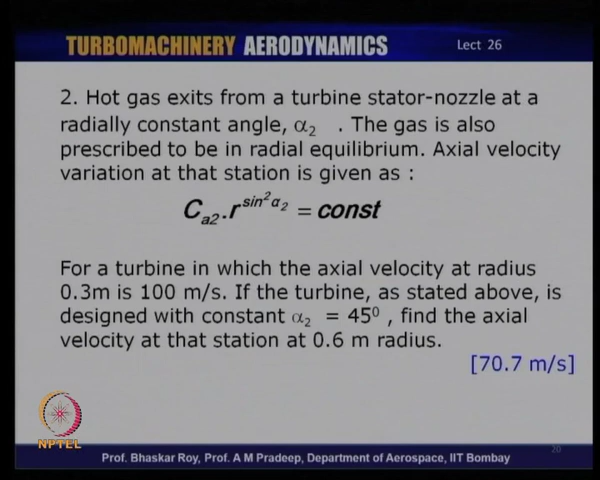 TURBOMACHINERY AERODYNAMICS Lect 26
2. Hot gas exits from a turbine stator-nozzle at a
radially constant angle, α₂ . The gas is also
prescribed to be in radial equilibrium. Axial velocity
variation at that station is given as :
Cₐ₂.r^sin²α₂ = const
For a turbine in which the axial velocity at radius
0.3m is 100 m/s. If the turbine, as stated above, is
designed with constant α₂ = 45⁰ , find the axial
velocity at that station at 0.6 m radius.
[70.7 m/s]
NPTEL
Prof. Bhaskar Roy, Prof. A M Pradeep, Department of Aerospace, IIT Bombay
20